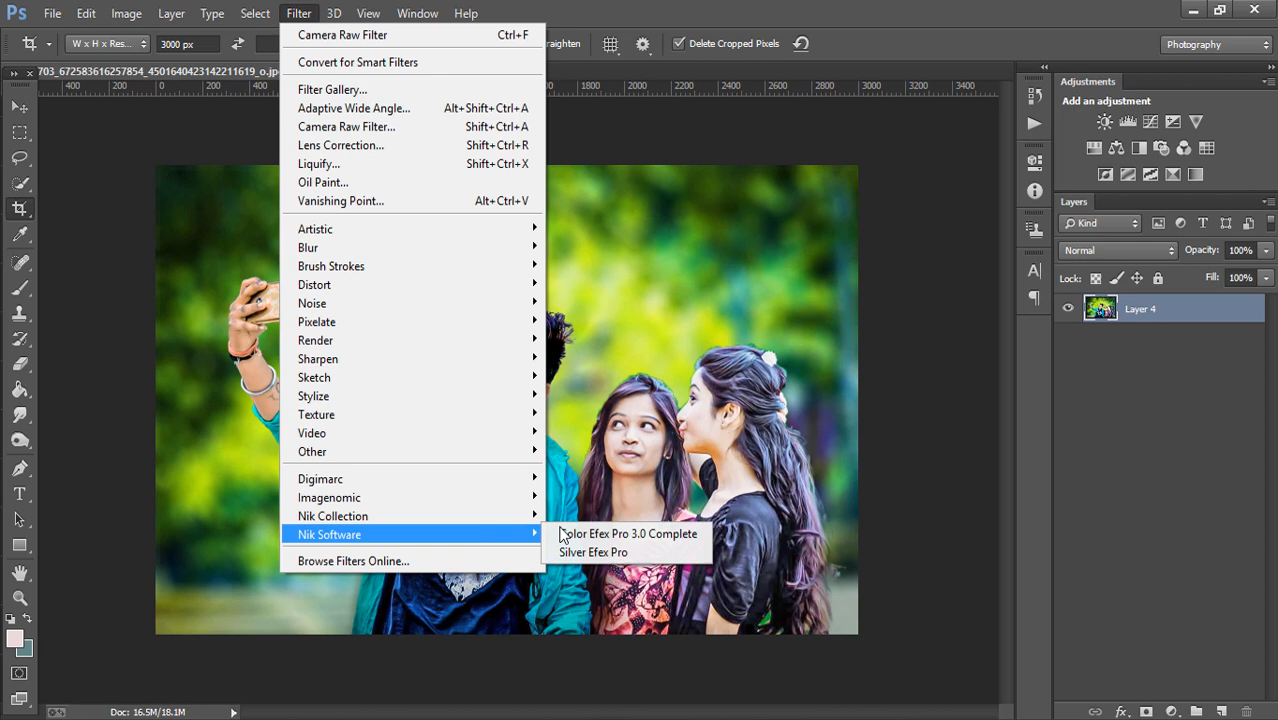 Ps File Edit Image Layer Type Select Filter 3D View Window Help
W x H x Res... 3000 px Delete Cropped Pixels Photography
703_672583616257854_4501640423142211619_o.jp
400 200 0 200 400 1800 2000 2200 2400 2600 2800 3000 3200 3400
Camera Raw Filter Ctrl+F
Convert for Smart Filters
Filter Gallery...
Adaptive Wide Angle... Alt+Shift+Ctrl+A
Camera Raw Filter... Shift+Ctrl+A
Lens Correction... Shift+Ctrl+R
Liquify... Shift+Ctrl+X
Oil Paint...
Vanishing Point... Alt+Ctrl+V
Artistic
Blur
Brush Strokes
Distort
Noise
Pixelate
Render
Sharpen
Sketch
Stylize
Texture
Video
Other
Digimarc
Imagenomic
Nik Collection
Nik Software
Browse Filters Online...
Color Efex Pro 3.0 Complete
Silver Efex Pro
Adjustments
Add an adjustment
Layers
Kind
Normal Opacity: 100%
Lock: Fill: 100%
Layer 4
Doc: 16.5M/18.1M